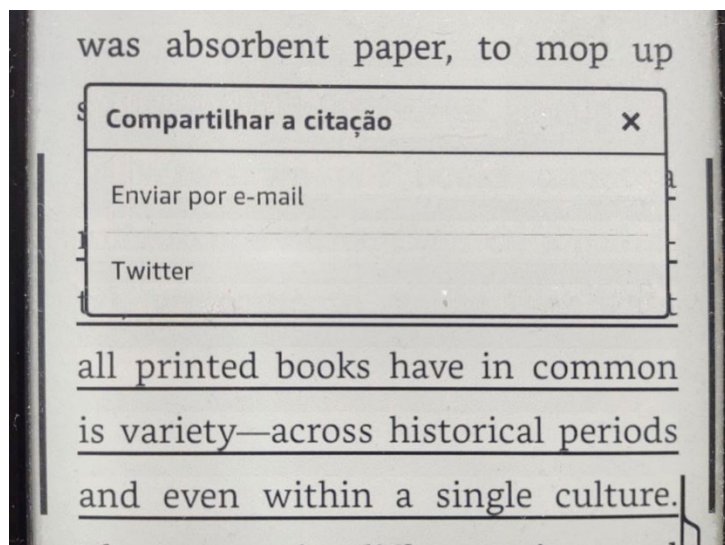 was absorbent paper, to mop up
Compartilhar a citação
Enviar por e-mail
Twitter
all printed books have in common
is variety—across historical periods
and even within a single culture.